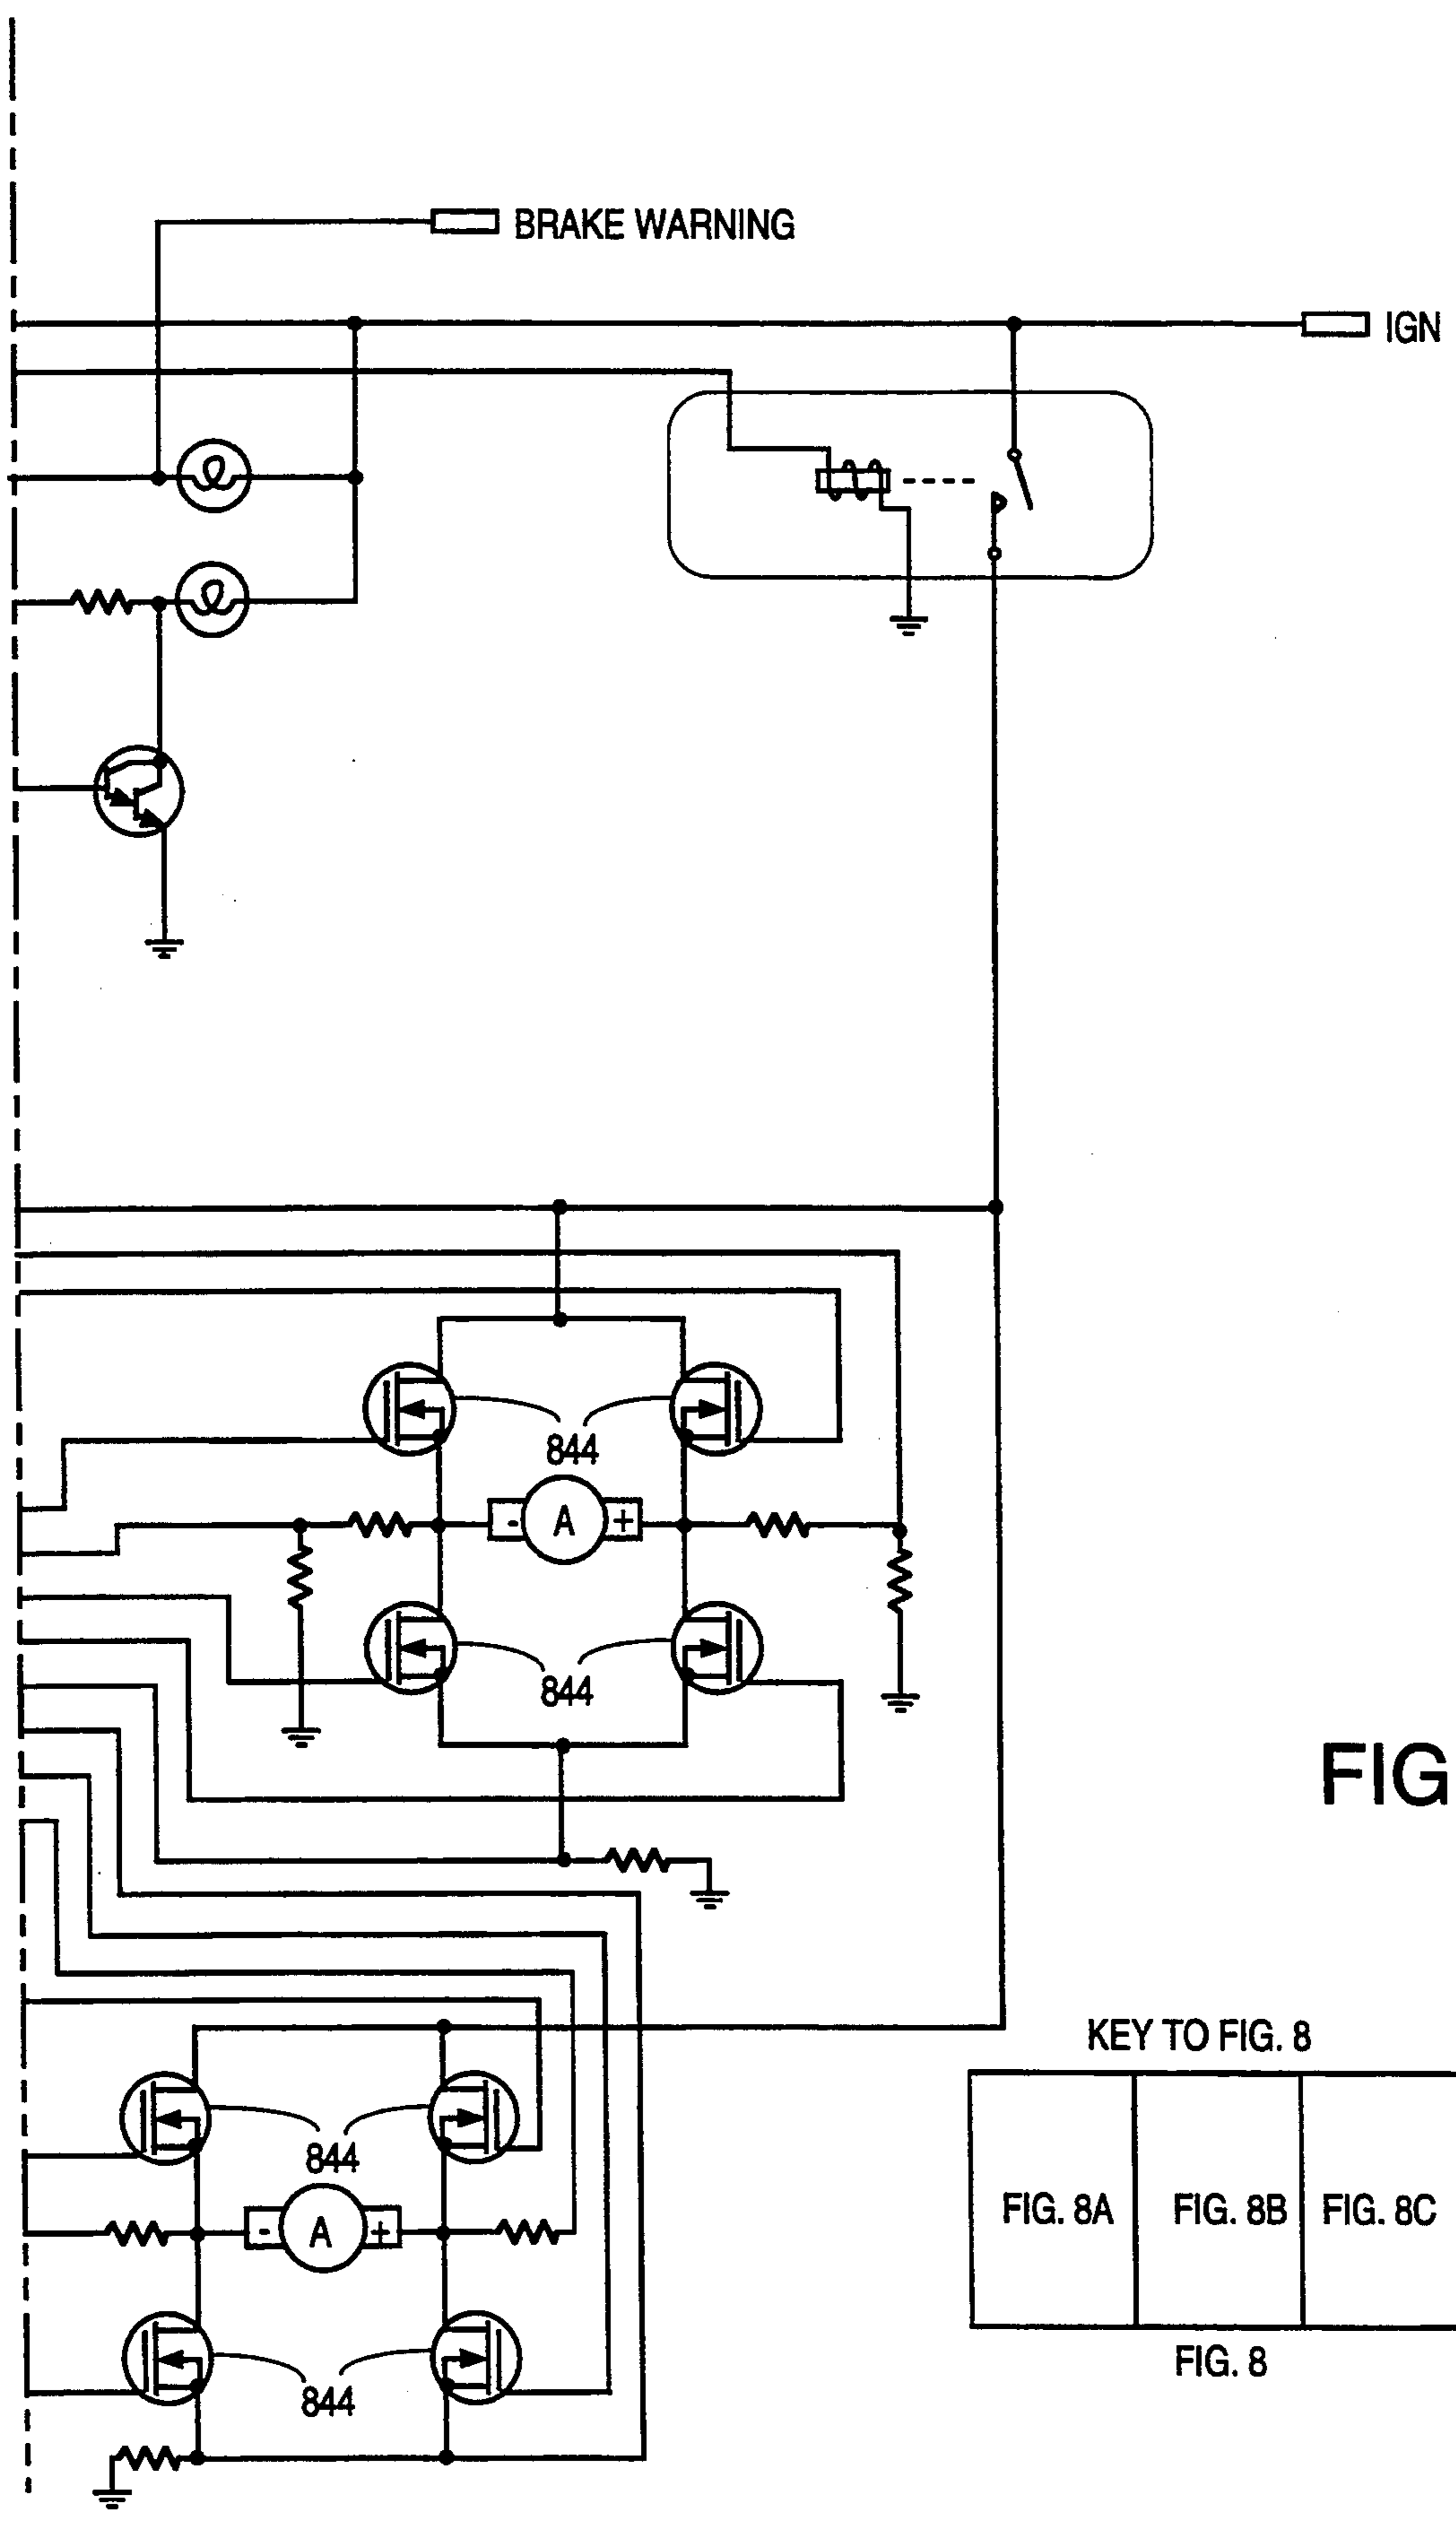 BRAKE WARNING
IGN
844
- A +
844
FIG
844
- A +
844
KEY TO FIG. 8
FIG. 8A FIG. 8B FIG. 8C
FIG. 8